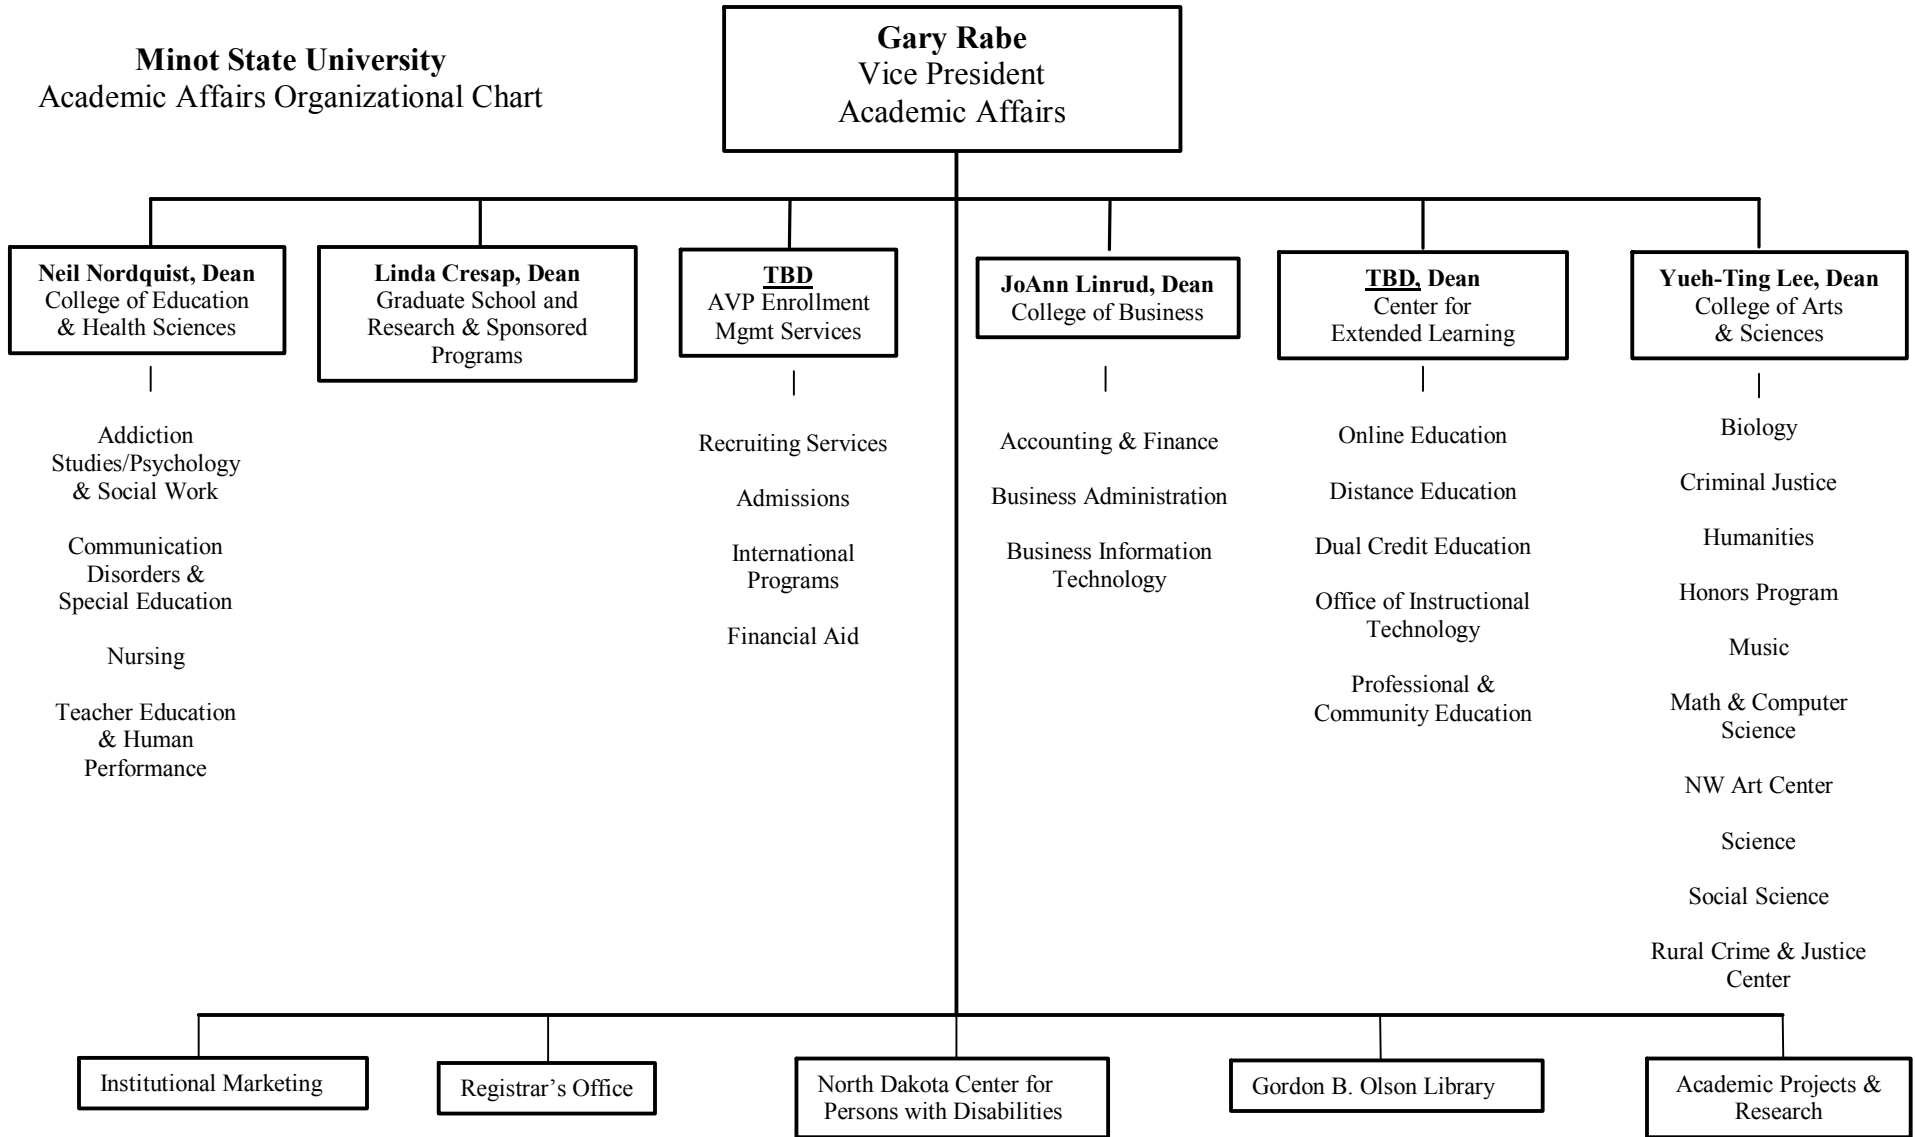 Minot State University
Academic Affairs Organizational Chart
Gary Rabe
Vice President
Academic Affairs
Neil Nordquist, Dean
College of Education
& Health Sciences
Linda Cresap, Dean
Graduate School and
Research & Sponsored
Programs
TBD
AVP Enrollment
Mgmt Services
JoAnn Linrud, Dean
College of Business
TBD, Dean
Center for
Extended Learning
Yueh-Ting Lee, Dean
College of Arts
& Sciences
Addiction
Studies/Psychology
& Social Work
Communication
Disorders &
Special Education
Nursing
Teacher Education
& Human
Performance
Recruiting Services
Admissions
International
Programs
Financial Aid
Accounting & Finance
Business Administration
Business Information
Technology
Online Education
Distance Education
Dual Credit Education
Office of Instructional
Technology
Professional &
Community Education
Biology
Criminal Justice
Humanities
Honors Program
Music
Math & Computer
Science
NW Art Center
Science
Social Science
Rural Crime & Justice
Center
Institutional Marketing
Registrar’s Office
North Dakota Center for
Persons with Disabilities
Gordon B. Olson Library
Academic Projects &
Research